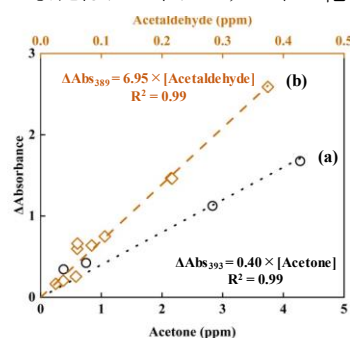 Acetaldehyde (ppm)
0.0 0.1 0.2 0.3 0.4 0.5
3
ΔAbs389 = 6.95 × [Acetaldehyde]
R² = 0.99
(b)
2
(a)
ΔAbsorbance
1
ΔAbs393 = 0.40 × [Acetone]
R² = 0.99
0
0 1 2 3 4 5
Acetone (ppm)